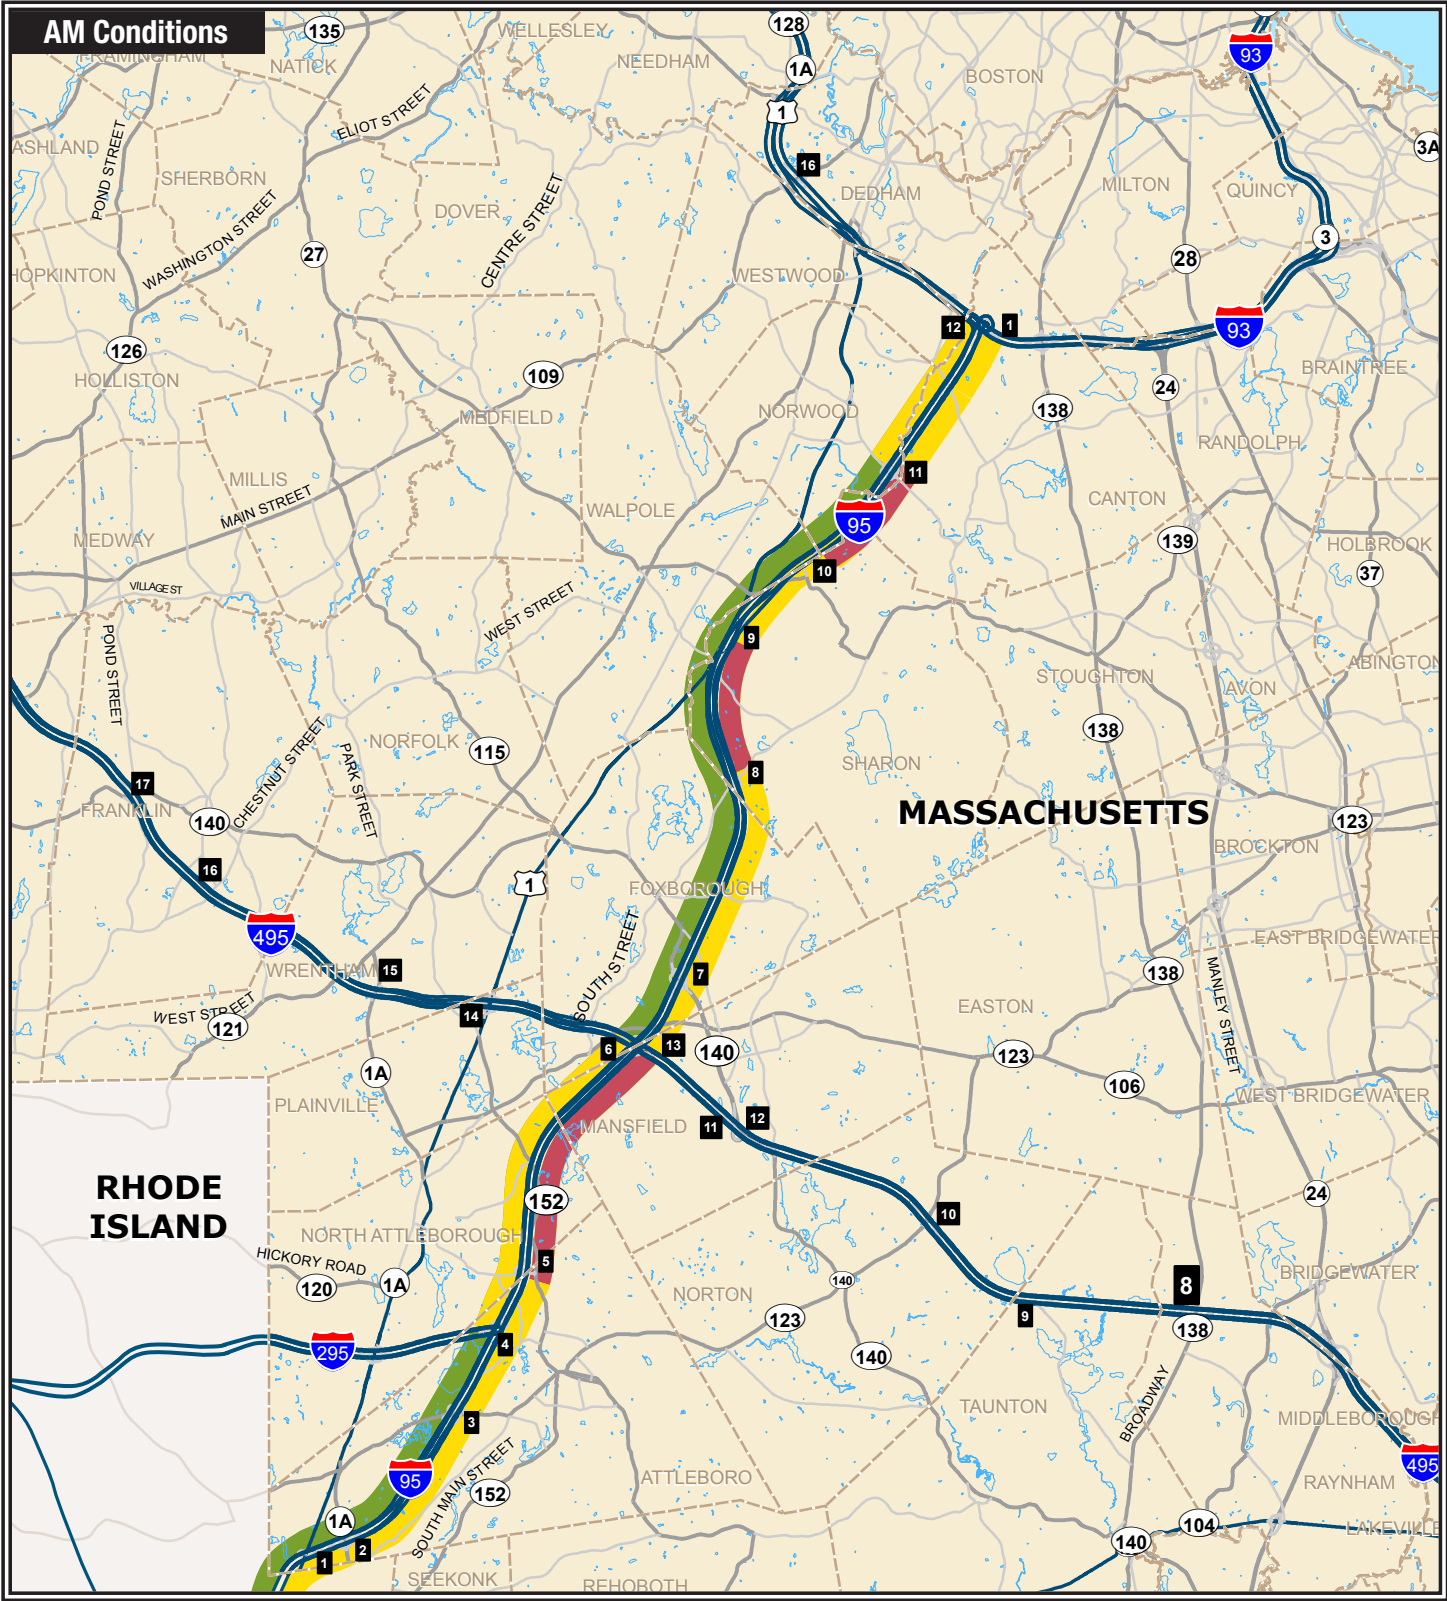 AM Conditions
135
FRAMINGHAM
NATICK
WELLESLEY
NEEDHAM
128
1A
1
BOSTON
93
3A
ASHLAND
POND STREET
ELIOT STREET
SHERBORN
WASHINGTON STREET
DOVER
CENTRE STREET
16
DEDHAM
MILTON
QUINCY
3
HOPKINTON
27
WESTWOOD
28
126
HOLLISTON
109
MEDFIELD
12
1
93
BRAINTREE
24
138
NORWOOD
RANDOLPH
MILLIS
MAIN STREET
WALPOLE
11
CANTON
95
MEDWAY
139
HOLBROOK
37
VILLAGE ST
10
WEST STREET
POND STREET
9
STOUGHTON
ABINGTON
AVON
NORFOLK
115
138
CHESTNUT STREET
PARK STREET
8
SHARON
17
FRANKLIN
140
MASSACHUSETTS
123
BROCKTON
16
1
FOXBOROUGH
495
SOUTH STREET
EAST BRIDGEWATER
WRENTHAM
15
7
138
MANLEY STREET
WEST STREET
121
14
EASTON
6
13
140
123
1A
106
PLAINVILLE
WEST BRIDGEWATER
MANSFIELD
11
12
RHODE
ISLAND
152
24
10
NORTH ATTLEBOROUGH
HICKORY ROAD
120
1A
5
140
8
BRIDGEWATER
NORTON
123
9
138
295
4
140
BROADWAY
TAUNTON
MIDDLEBOROUGH
3
95
SOUTH MAIN STREET
152
ATTLEBORO
495
RAYNHAM
1A
104
LAKEVILLE
140
1
2
SEEKONK
REHOBOTH